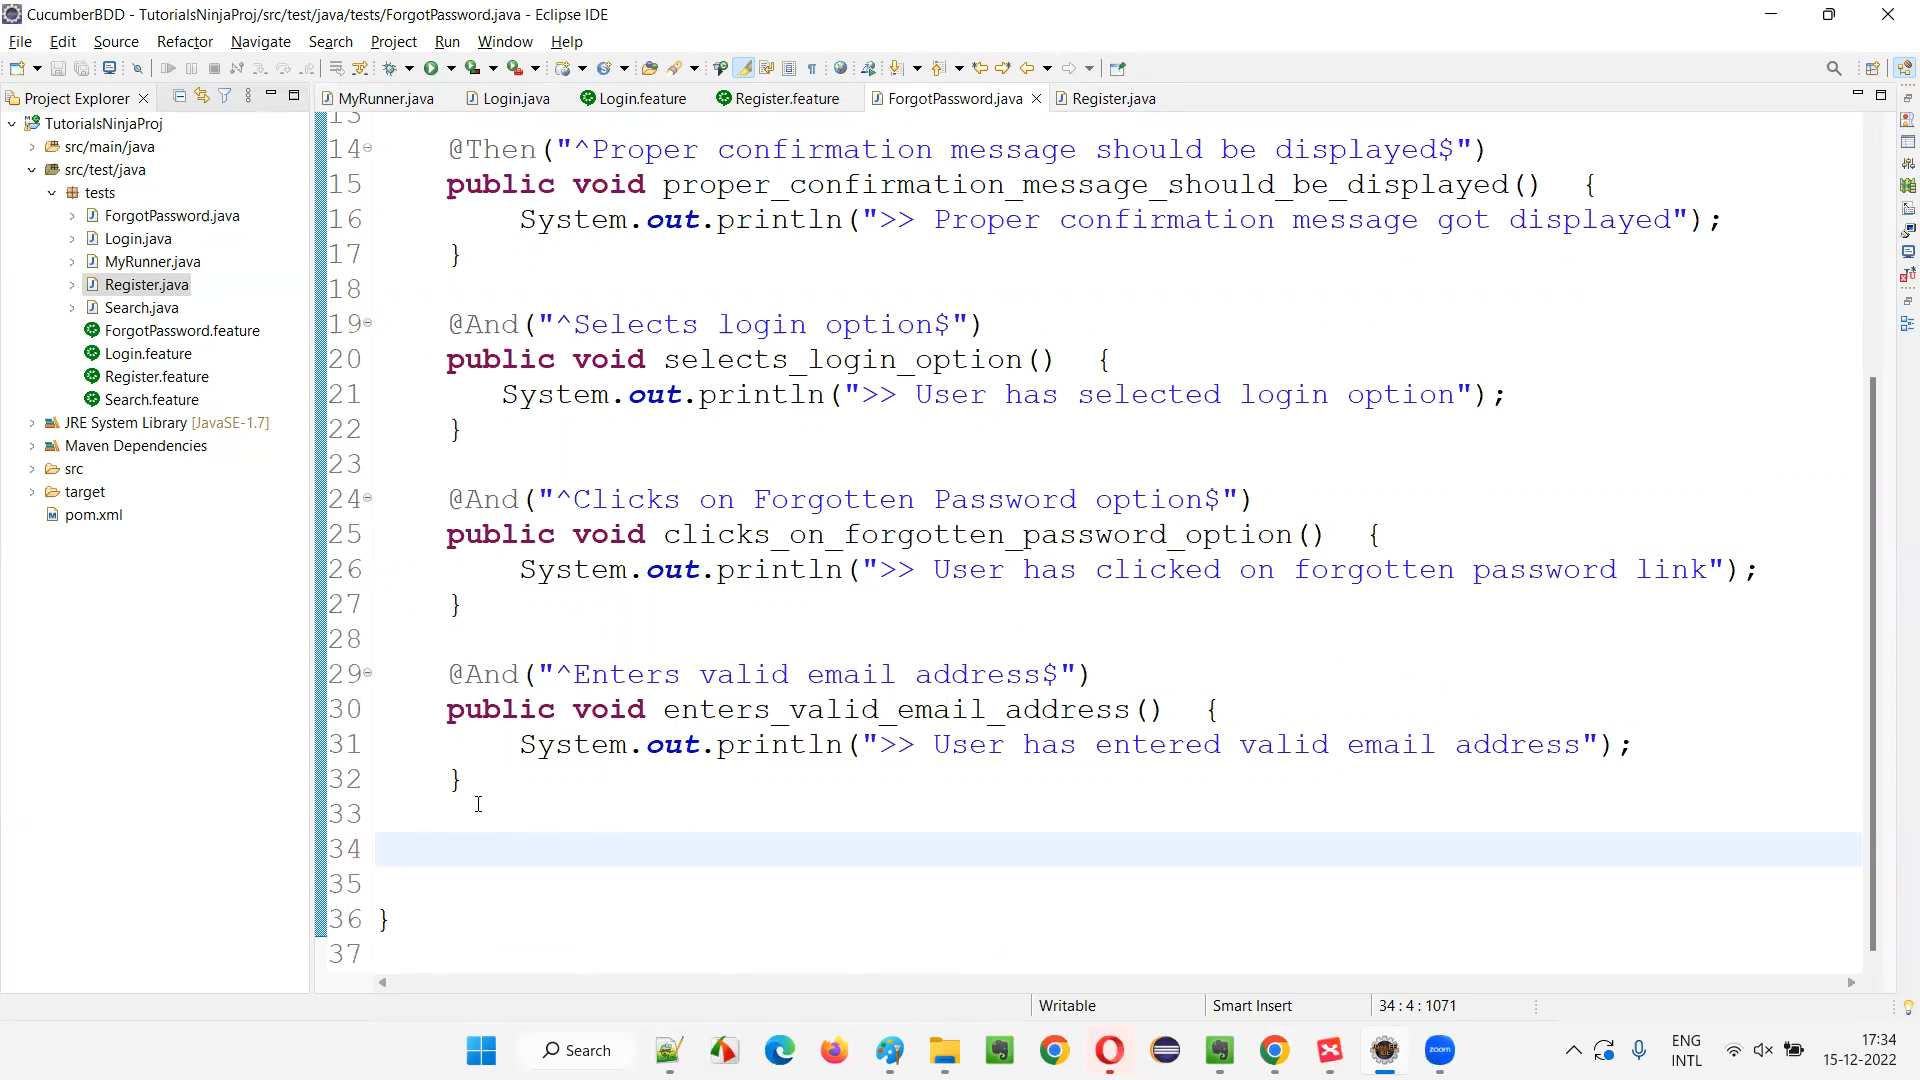 CucumberBDD - TutorialsNinjaProj/src/test/java/tests/ForgotPassword.java - Eclipse IDE
File Edit Source Refactor Navigate Search Project Run Window Help
Project Explorer
MyRunner.java Login.java Login.feature Register.feature ForgotPassword.java Register.java
TutorialsNinjaProj
src/main/java
src/test/java
tests
ForgotPassword.java
Login.java
MyRunner.java
Register.java
Search.java
ForgotPassword.feature
Login.feature
Register.feature
Search.feature
JRE System Library [JavaSE-1.7]
Maven Dependencies
src
target
pom.xml
13
14 @Then("^Proper confirmation message should be displayed$")
15 public void proper_confirmation_message_should_be_displayed() {
16 System.out.println(">> Proper confirmation message got displayed");
17 }
18
19 @And("^Selects login option$")
20 public void selects_login_option() {
21 System.out.println(">> User has selected login option");
22 }
23
24 @And("^Clicks on Forgotten Password option$")
25 public void clicks_on_forgotten_password_option() {
26 System.out.println(">> User has clicked on forgotten password link");
27 }
28
29 @And("^Enters valid email address$")
30 public void enters_valid_email_address() {
31 System.out.println(">> User has entered valid email address");
32 }
33
34
35
36 }
37
Writable Smart Insert 34 : 4 : 1071
Search
zoom
ENG
INTL
17:34
15-12-2022